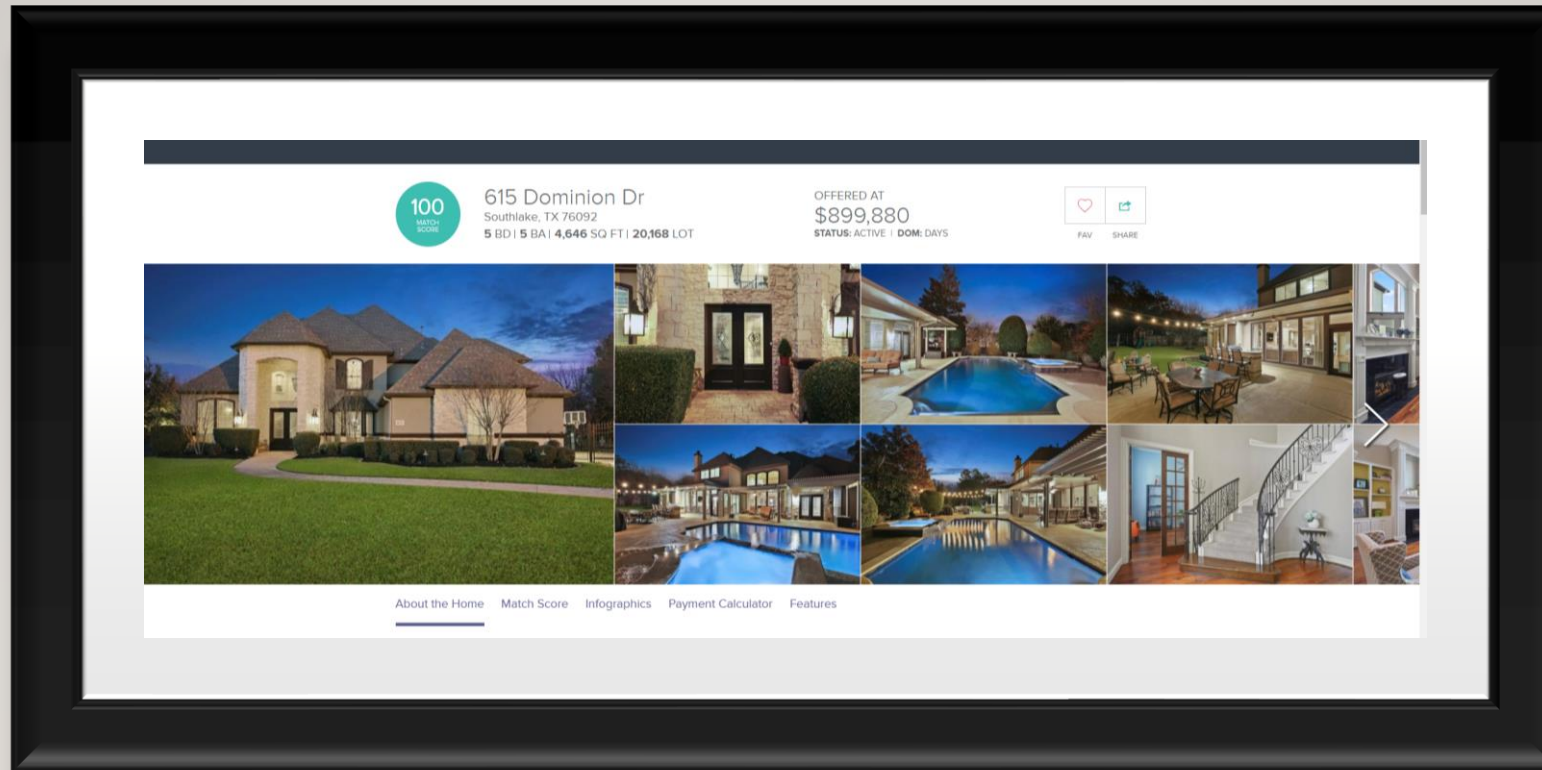 100
MATCH
SCORE
615 Dominion Dr
Southlake, TX 76092
5 BD | 5 BA | 4,646 SQ FT | 20,168 LOT
OFFERED AT
$899,880
STATUS: ACTIVE | DOM: DAYS
FAV SHARE
About the Home Match Score Infographics Payment Calculator Features